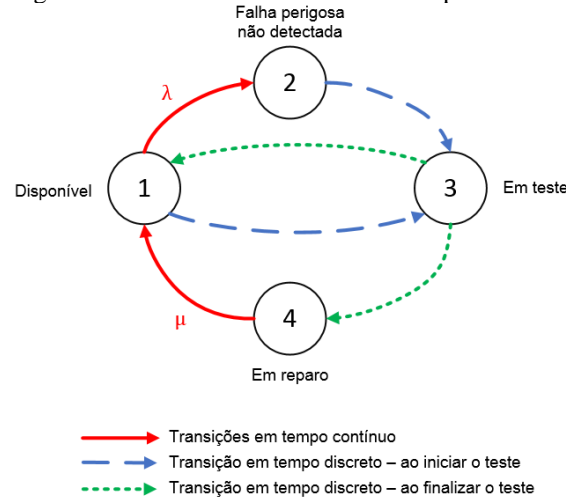 Falha perigosa
não detectada
2
λ
Disponível
1
3
Em teste
μ
4
Em reparo
Transições em tempo contínuo
Transição em tempo discreto – ao iniciar o teste
Transição em tempo discreto – ao finalizar o teste